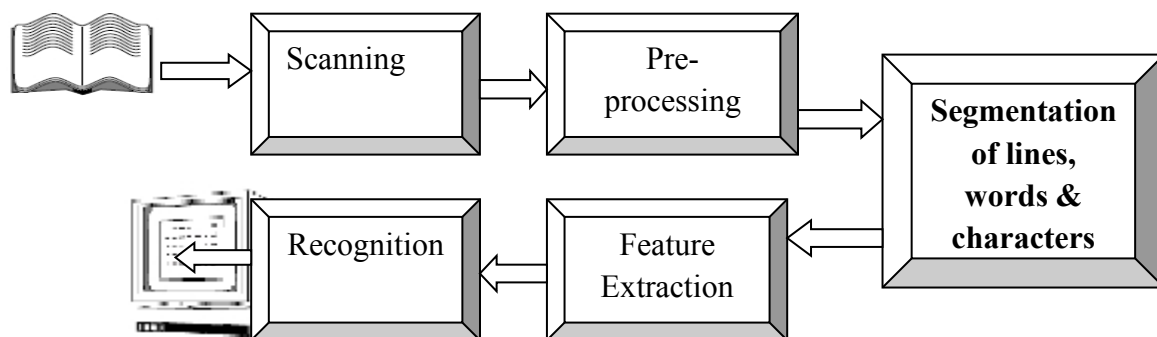 Scanning
Pre-
processing
Segmentation
of lines,
words &
characters
Feature
Extraction
Recognition